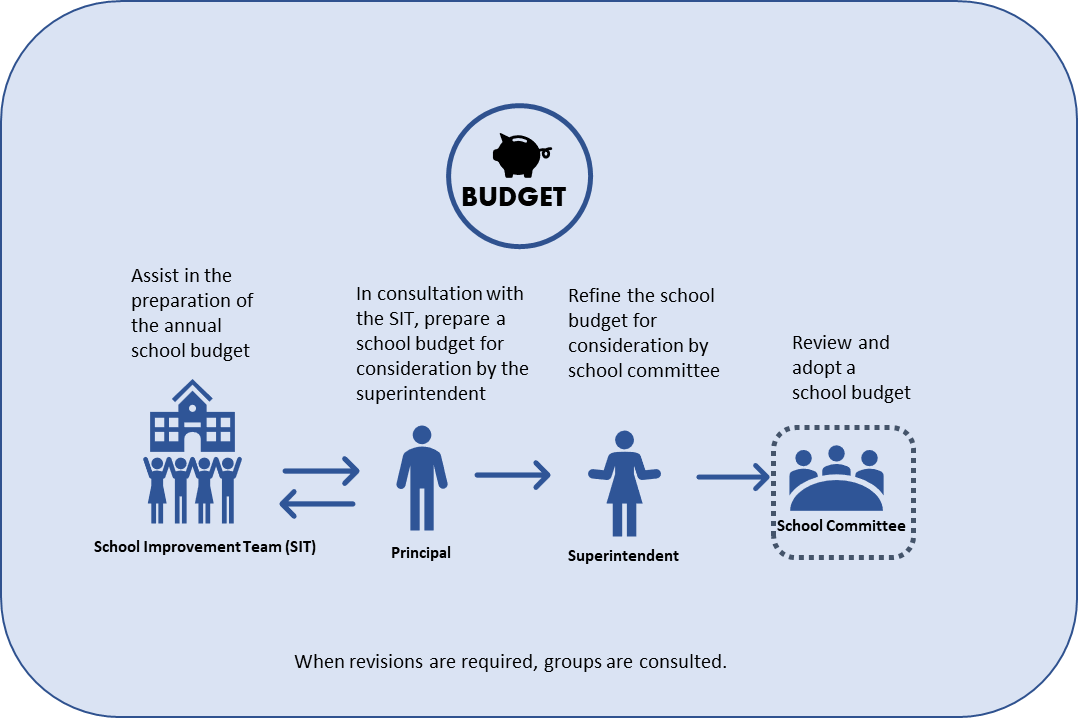 BUDGET
Assist in the
preparation of
the annual
school budget
In consultation with
the SIT, prepare a
school budget for
consideration by the
superintendent
Refine the school
budget for
consideration by
school committee
Review and
adopt a
school budget
School Improvement Team (SIT)
Principal
Superintendent
School Committee
When revisions are required, groups are consulted.